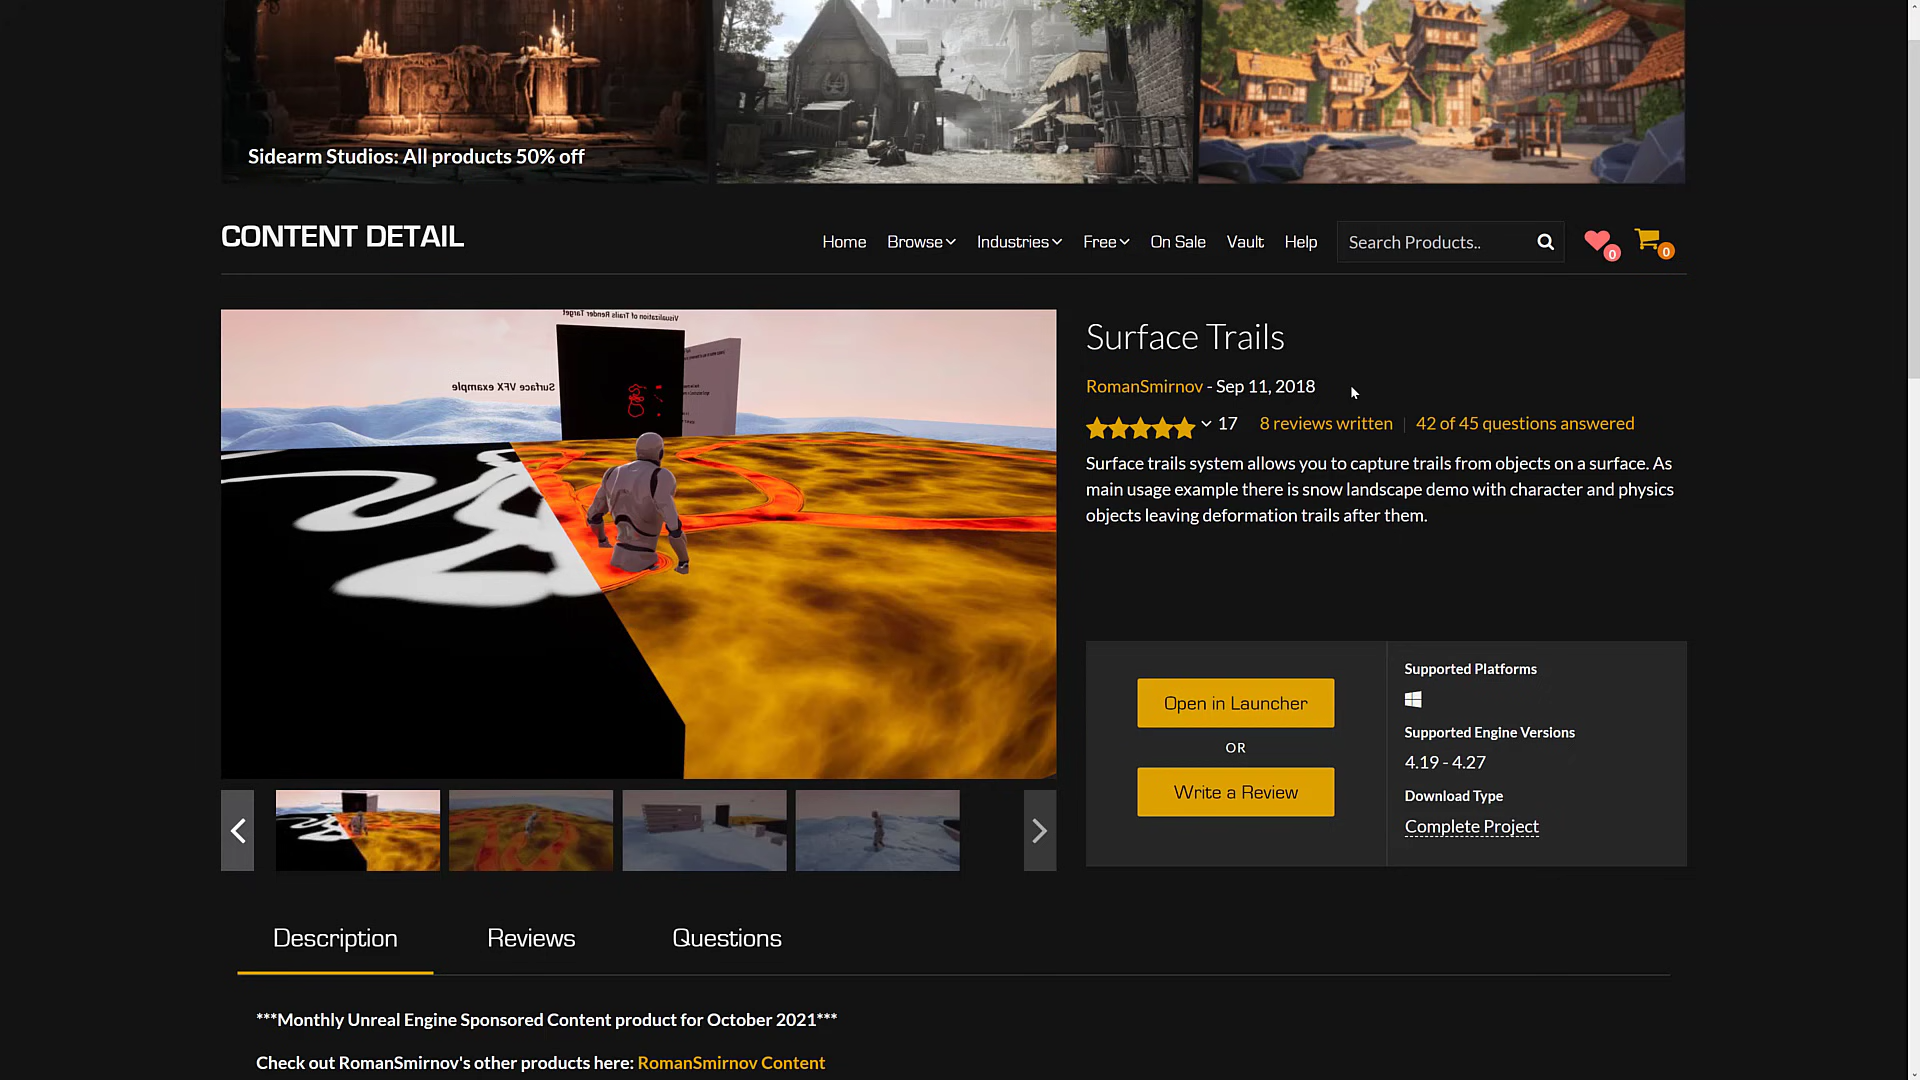 Sidearm Studios: All products 50% off
CONTENT DETAIL
Home Browse Industries Free On Sale Vault Help Search Products.. 0 0
Visualization of Trails Render Target
Surface VFX example
Surface Trails
RomanSmirnov - Sep 11, 2018
17 8 reviews written | 42 of 45 questions answered
Surface trails system allows you to capture trails from objects on a surface. As
main usage example there is snow landscape demo with character and physics
objects leaving deformation trails after them.
Open in Launcher
OR
Write a Review
Supported Platforms
Supported Engine Versions
4.19 - 4.27
Download Type
Complete Project
Description Reviews Questions
***Monthly Unreal Engine Sponsored Content product for October 2021***
Check out RomanSmirnov's other products here: RomanSmirnov Content